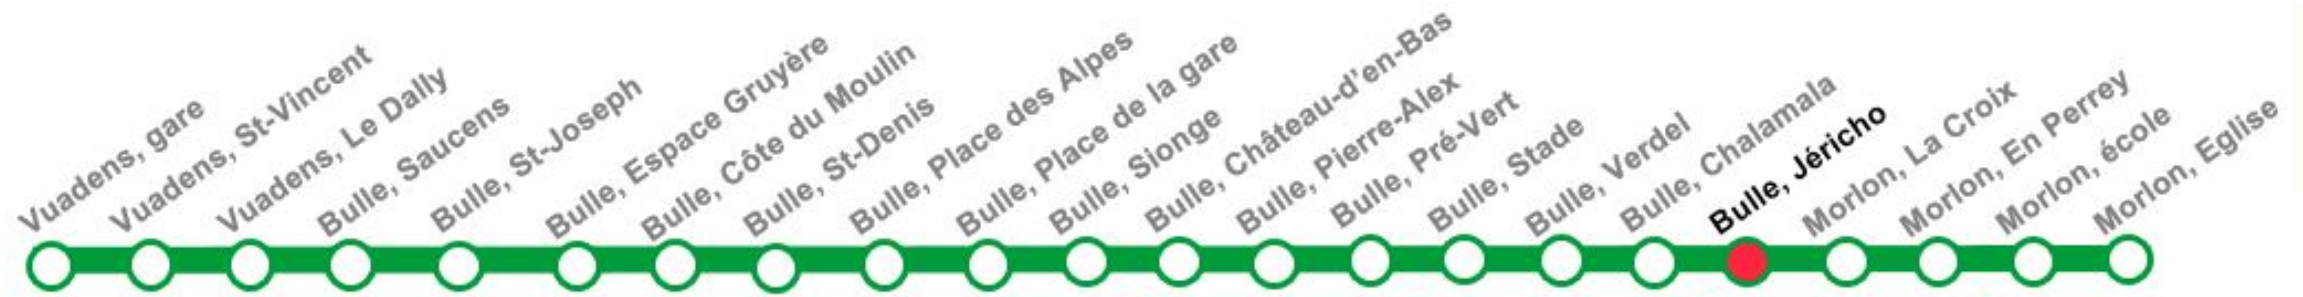 Vuadens, gare
Vuadens, St-Vincent
Vuadens, Le Dally
Bulle, Saucens
Bulle, St-Joseph
Bulle, Espace Gruyère
Bulle, Côte du Moulin
Bulle, St-Denis
Bulle, Place des Alpes
Bulle, Place de la gare
Bulle, Sionge
Bulle, Château-d'en-Bas
Bulle, Pierre-Alex
Bulle, Pré-Vert
Bulle, Stade
Bulle, Verdel
Bulle, Chalamala
Bulle, Jéricho
Morlon, La Croix
Morlon, En Perrey
Morlon, école
Morlon, Eglise